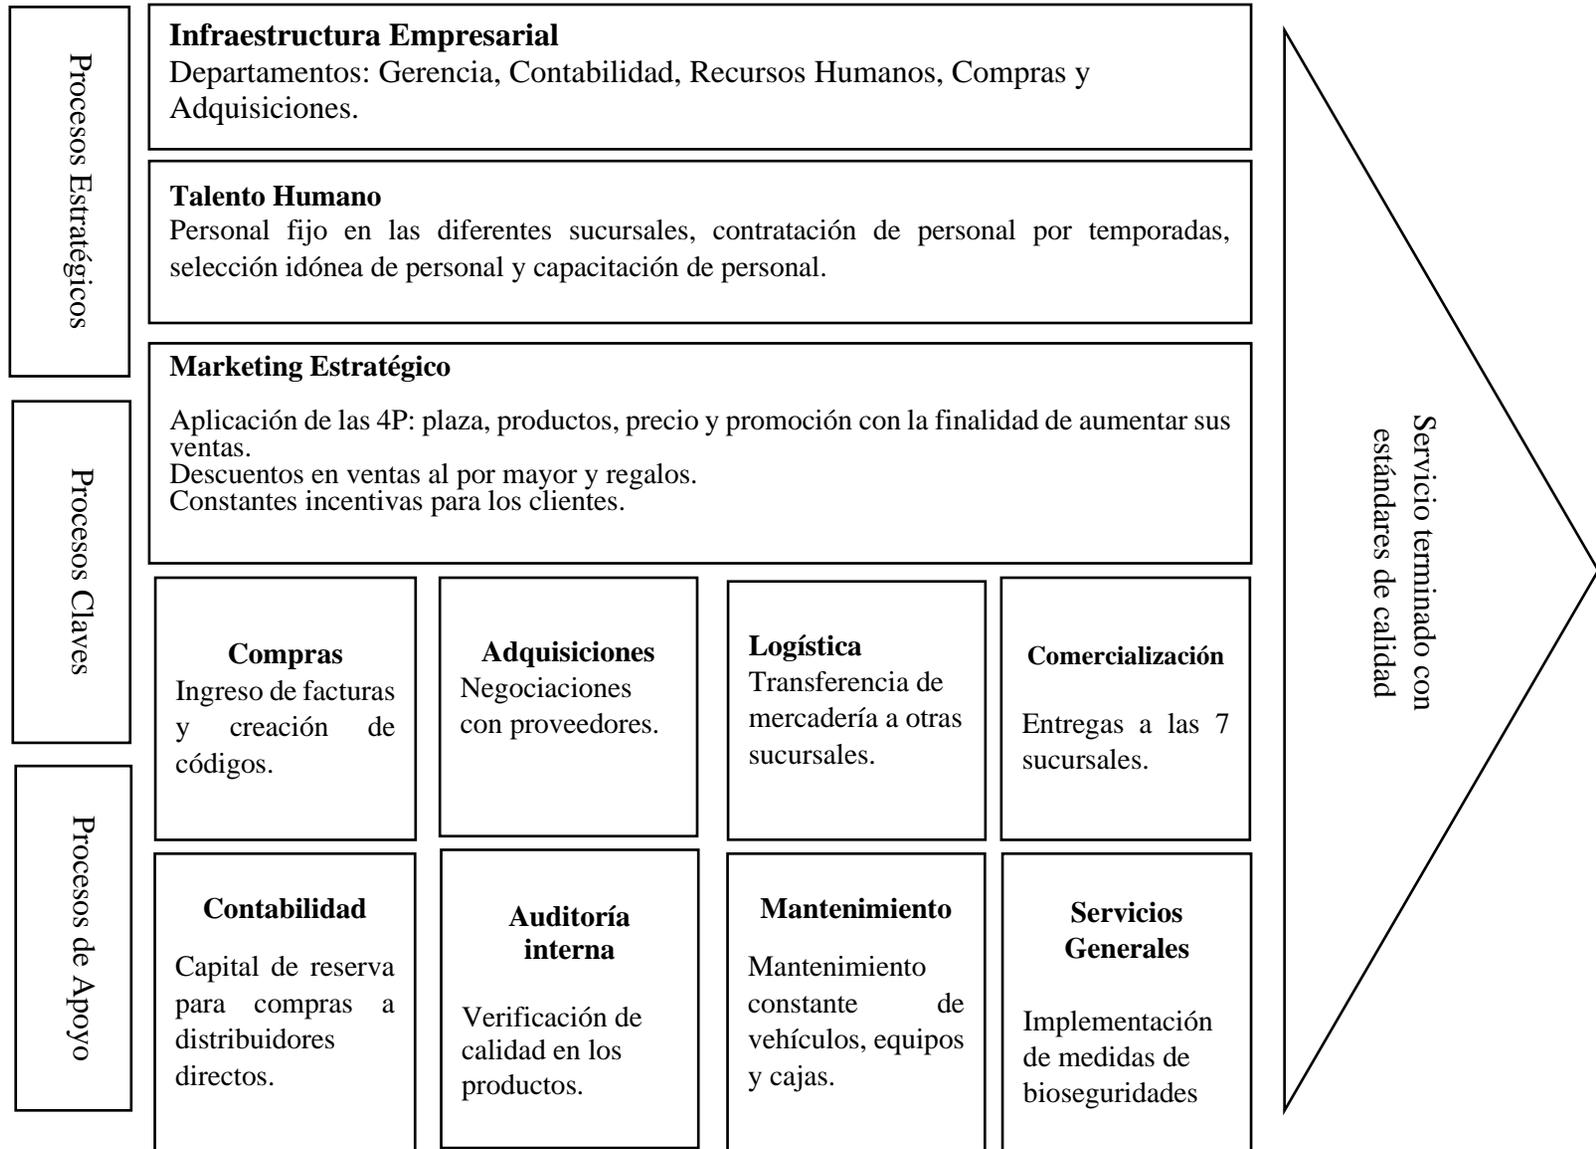 Procesos Estratégicos
Infraestructura Empresarial
Departamentos: Gerencia, Contabilidad, Recursos Humanos, Compras y
Adquisiciones.
Talento Humano
Personal fijo en las diferentes sucursales, contratación de personal por temporadas,
selección idónea de personal y capacitación de personal.
Marketing Estratégico
Aplicación de las 4P: plaza, productos, precio y promoción con la finalidad de aumentar sus
ventas.
Descuentos en ventas al por mayor y regalos.
Constantes incentivas para los clientes.
Procesos Claves
Compras
Ingreso de facturas
y creación de
códigos.
Adquisiciones
Negociaciones
con proveedores.
Logística
Transferencia de
mercadería a otras
sucursales.
Comercialización
Entregas a las 7
sucursales.
Procesos de Apoyo
Contabilidad
Capital de reserva
para compras a
distribuidores
directos.
Auditoría
interna
Verificación de
calidad en los
productos.
Mantenimiento
Mantenimiento
constante de
vehículos, equipos
y cajas.
Servicios
Generales
Implementación
de medidas de
bioseguridades
Servicio terminado con
estándares de calidad